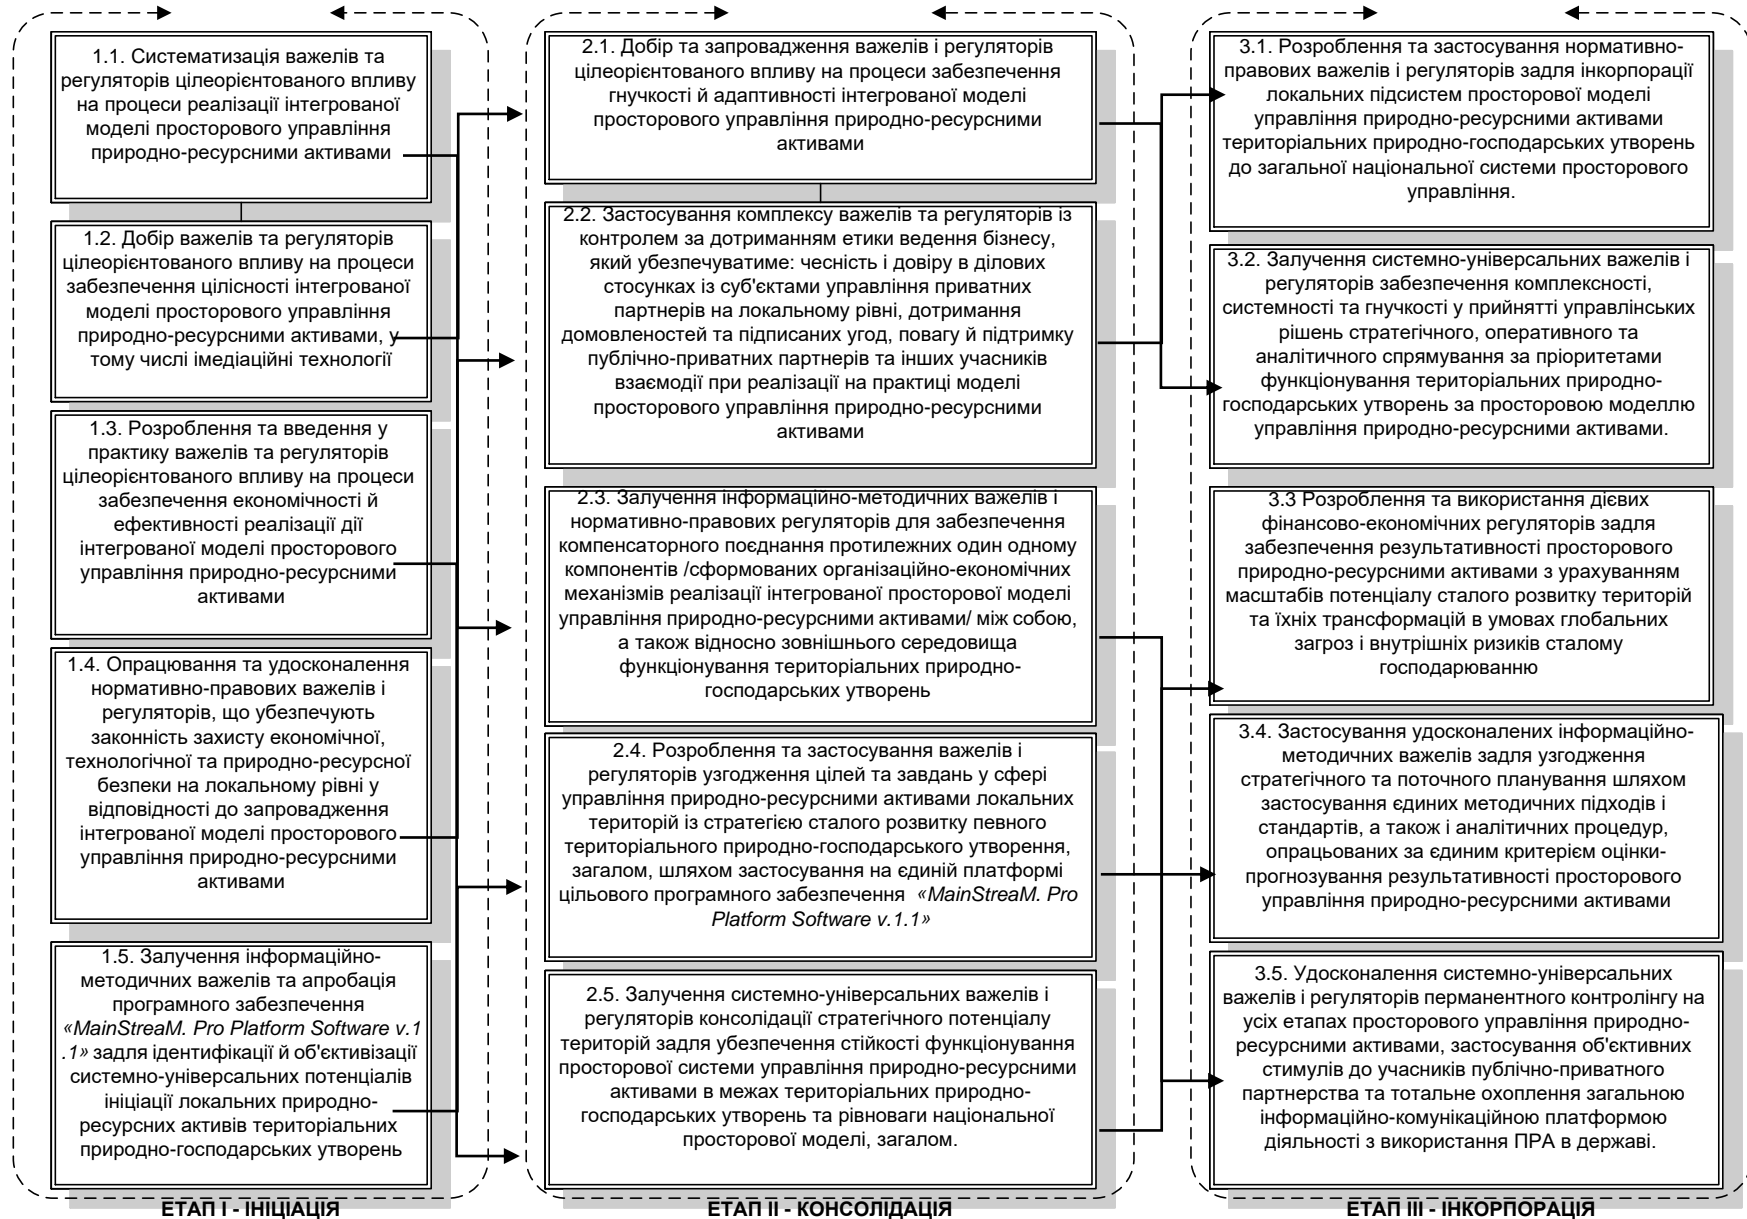 1.1. Систематизація важелів та
регуляторів цілеорієнтованого впливу
на процеси реалізації інтегрованої
моделі просторового управління
природно-ресурсними активами
1.2. Добір важелів та регуляторів
цілеорієнтованого впливу на процеси
забезпечення цілісності інтегрованої
моделі просторового управління
природно-ресурсними активами, у
тому числі імедіаційні технології
1.3. Розроблення та введення у
практику важелів та регуляторів
цілеорієнтованого впливу на процеси
забезпечення економічності й
ефективності реалізації дії
інтегрованої моделі просторового
управління природно-ресурсними
активами
1.4. Опрацювання та удосконалення
нормативно-правових важелів і
регуляторів, що убезпечують
законність захисту економічної,
технологічної та природно-ресурсної
безпеки на локальному рівні у
відповідності до запровадження
інтегрованої моделі просторового
управління природно-ресурсними
активами
1.5. Залучення інформаційно-
методичних важелів та апробація
програмного забезпечення
«MainStreaM. Pro Platform Software v.1
.1» задля ідентифікації й об'єктивізації
системно-універсальних потенціалів
ініціації локальних природно-
ресурсних активів територіальних
природно-господарських утворень
ЕТАП І - ІНІЦІАЦІЯ
2.1. Добір та запровадження важелів і регуляторів
цілеорієнтованого впливу на процеси забезпечення
гнучкості й адаптивності інтегрованої моделі
просторового управління природно-ресурсними
активами
2.2. Застосування комплексу важелів та регуляторів із
контролем за дотриманням етики ведення бізнесу,
який убезпечуватиме: чесність і довіру в ділових
стосунках із суб'єктами управління приватних
партнерів на локальному рівні, дотримання
домовленостей та підписаних угод, повагу й підтримку
публічно-приватних партнерів та інших учасників
взаємодії при реалізації на практиці моделі
просторового управління природно-ресурсними
активами
2.3. Залучення інформаційно-методичних важелів і
нормативно-правових регуляторів для забезпечення
компенсаторного поєднання протилежних один одному
компонентів /сформованих організаційно-економічних
механізмів реалізації інтегрованої просторової моделі
управління природно-ресурсними активами/ між собою,
а також відносно зовнішнього середовища
функціонування територіальних природно-
господарських утворень
2.4. Розроблення та застосування важелів і
регуляторів узгодження цілей та завдань у сфері
управління природно-ресурсними активами локальних
територій із стратегією сталого розвитку певного
територіального природно-господарського утворення,
загалом, шляхом застосування на єдиній платформі
цільового програмного забезпечення «MainStreaM. Pro
Platform Software v.1.1»
2.5. Залучення системно-універсальних важелів і
регуляторів консолідації стратегічного потенціалу
територій задля убезпечення стійкості функціонування
просторової системи управління природно-ресурсними
активами в межах територіальних природно-
господарських утворень та рівноваги національної
просторової моделі, загалом.
ЕТАП ІІ - КОНСОЛІДАЦІЯ
3.1. Розроблення та застосування нормативно-
правових важелів і регуляторів задля інкорпорації
локальних підсистем просторової моделі
управління природно-ресурсними активами
територіальних природно-господарських утворень
до загальної національної системи просторового
управління.
3.2. Залучення системно-універсальних важелів і
регуляторів забезпечення комплексності,
системності та гнучкості у прийнятті управлінських
рішень стратегічного, оперативного та
аналітичного спрямування за пріоритетами
функціонування територіальних природно-
господарських утворень за просторовою моделлю
управління природно-ресурсними активами.
3.3 Розроблення та використання дієвих
фінансово-економічних регуляторів задля
забезпечення результативності просторового
природно-ресурсними активами з урахуванням
масштабів потенціалу сталого розвитку територій
та їхніх трансформацій в умовах глобальних
загроз і внутрішніх ризиків сталому
господарюванню
3.4. Застосування удосконалених інформаційно-
методичних важелів задля узгодження
стратегічного та поточного планування шляхом
застосування єдиних методичних підходів і
стандартів, а також і аналітичних процедур,
опрацьованих за єдиним критерієм оцінки-
прогнозування результативності просторового
управління природно-ресурсними активами
3.5. Удосконалення системно-універсальних
важелів і регуляторів перманентного контролінгу на
усіх етапах просторового управління природно-
ресурсними активами, застосування об'єктивних
стимулів до учасників публічно-приватного
партнерства та тотальне охоплення загальною
інформаційно-комунікаційною платформою
діяльності з використання ПРА в державі.
ЕТАП ІІІ - ІНКОРПОРАЦІЯ